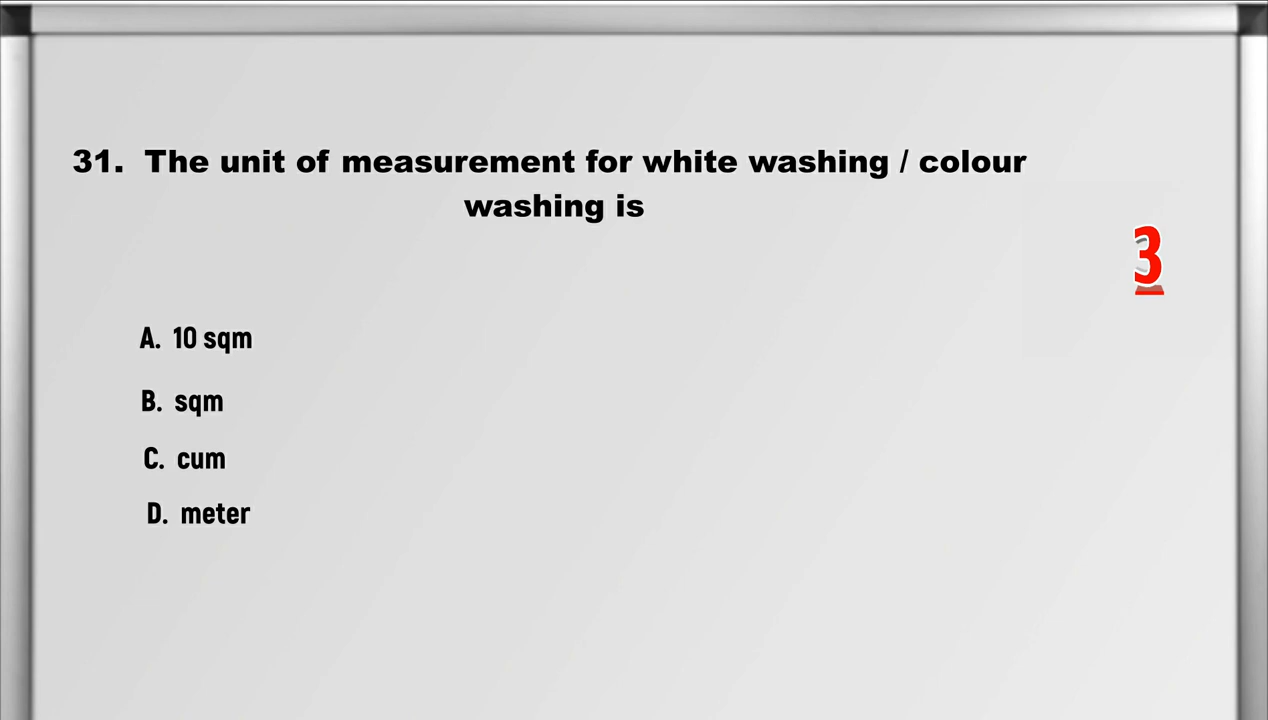 31. The unit of measurement for white washing / colour
washing is
3
A. 10 sqm
B. sqm
C. cum
D. meter